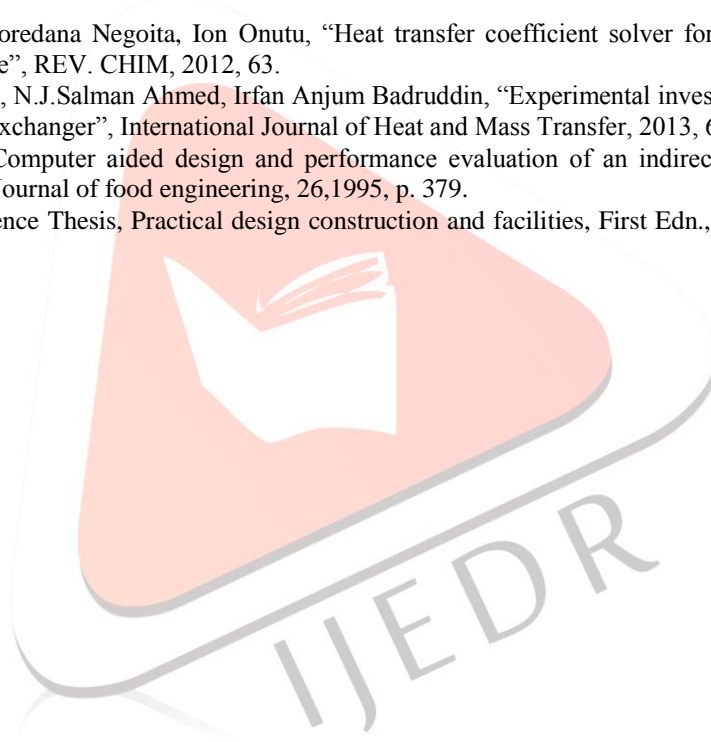 oredana Negoita, Ion Onutu, “Heat transfer coefficient solver for
e”, REV. CHIM, 2012, 63.
, N.J.Salman Ahmed, Irfan Anjum Badruddin, “Experimental inves
xchanger”, International Journal of Heat and Mass Transfer, 2013, 6
Computer aided design and performance evaluation of an indirec
Journal of food engineering, 26,1995, p. 379.
ence Thesis, Practical design construction and facilities, First Edn.,
IJEDR